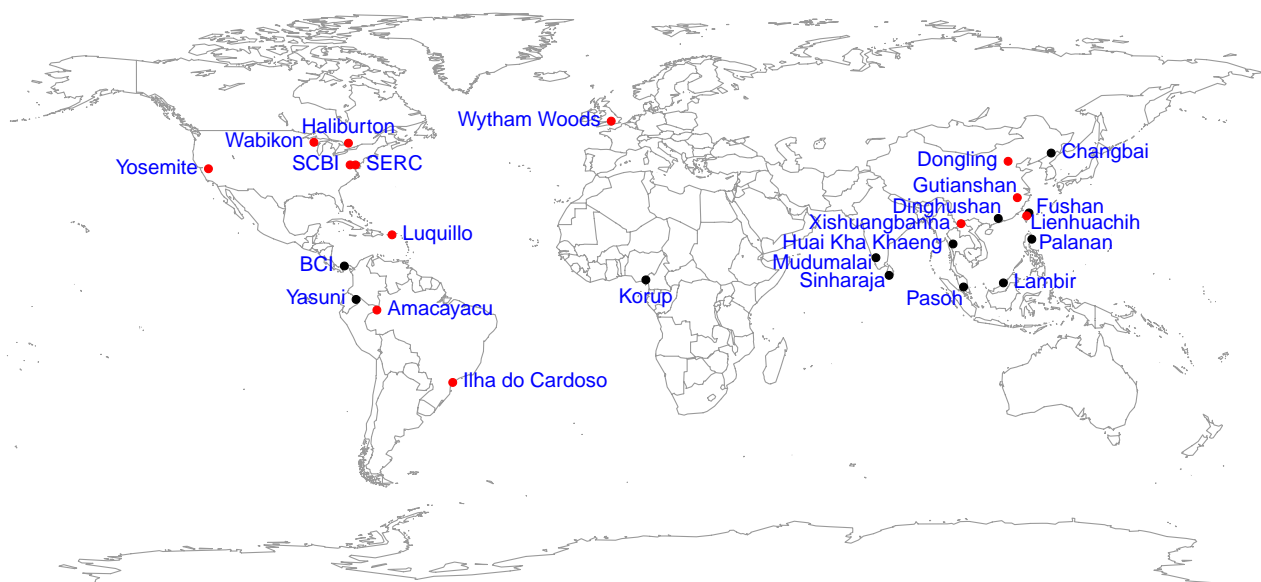 Wytham Woods
Haliburton
Wabikon
SCBI
SERC
Yosemite
Changbai
Dongling
Gutianshan
Dinghushan
Fushan
Xishuangbanna
Lienhuachih
Luquillo
Huai Kha Khaeng
Palanan
BCI
Mudumalai
Sinharaja
Lambir
Yasuni
Korup
Pasoh
Amacayacu
Ilha do Cardoso